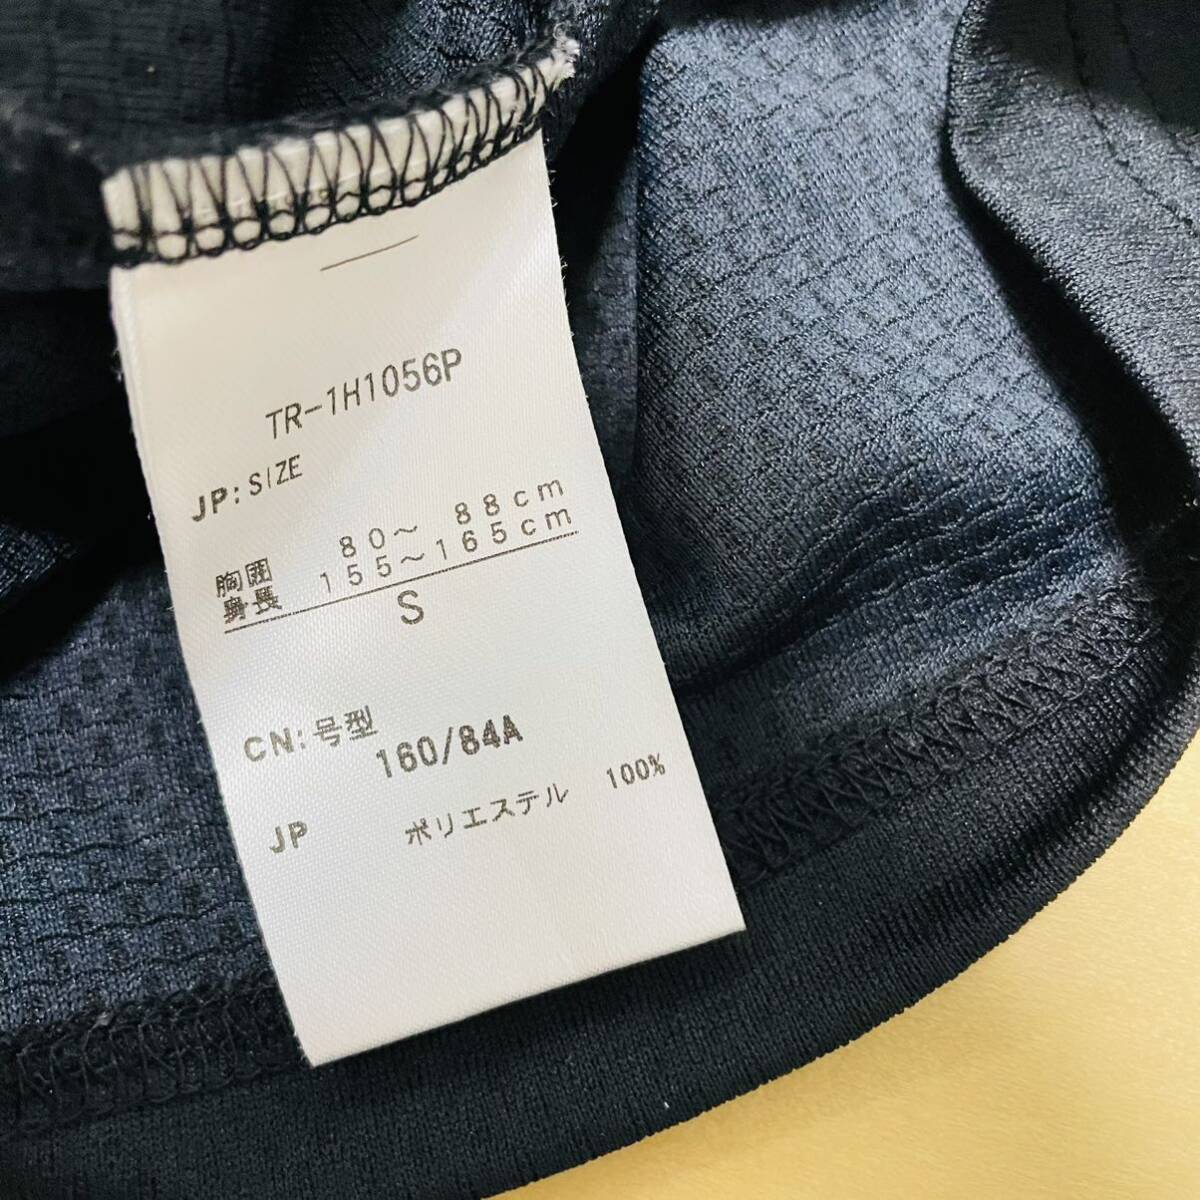 TR-1H1056P
JP:SIZE
胸囲 80～ 88cm
身長 155～165cm
S
CN:号型
160/84A
JP ポリエステル 100%